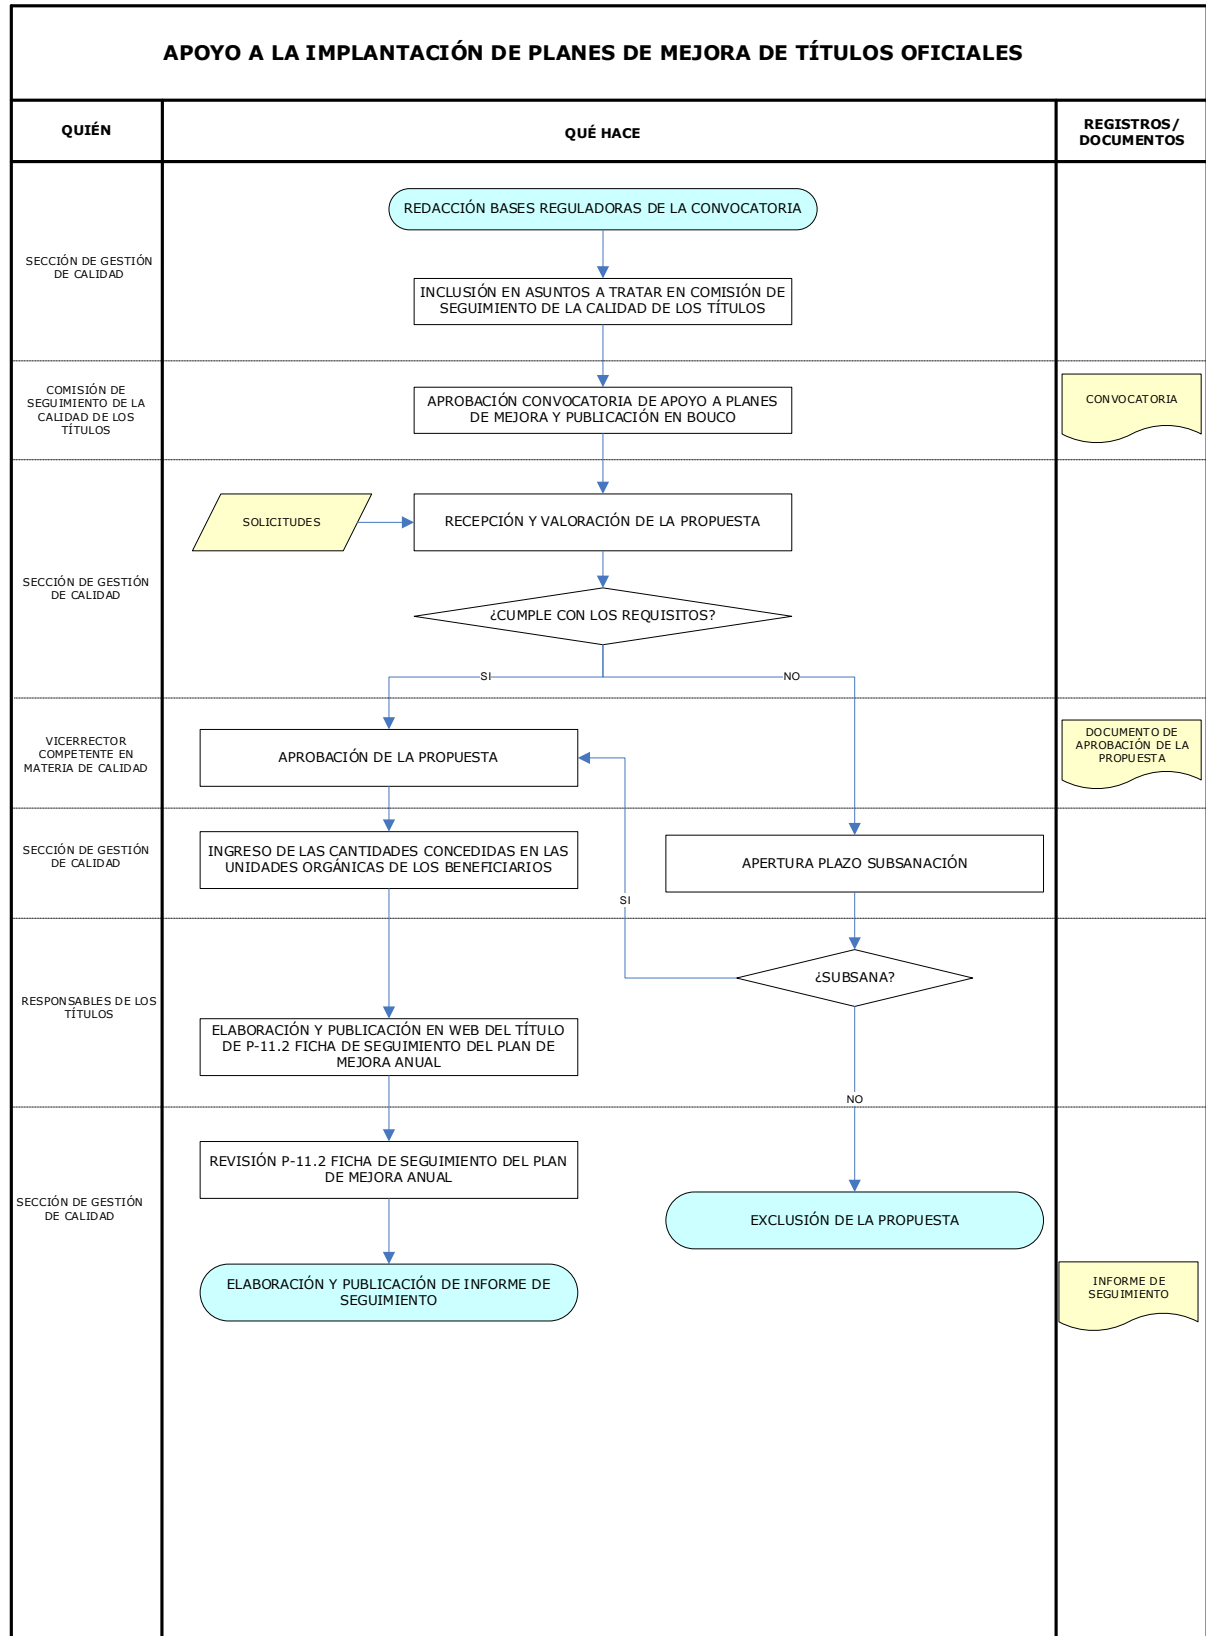 APOYO A LA IMPLANTACIÓN DE PLANES DE MEJORA DE TÍTULOS OFICIALES
QUIÉN
QUÉ HACE
REGISTROS/
DOCUMENTOS
REDACCIÓN BASES REGULADORAS DE LA CONVOCATORIA
SECCIÓN DE GESTIÓN
DE CALIDAD
INCLUSIÓN EN ASUNTOS A TRATAR EN COMISIÓN DE
SEGUIMIENTO DE LA CALIDAD DE LOS TÍTULOS
COMISIÓN DE
SEGUIMIENTO DE LA
CALIDAD DE LOS
TÍTULOS
APROBACIÓN CONVOCATORIA DE APOYO A PLANES
DE MEJORA Y PUBLICACIÓN EN BOUCO
CONVOCATORIA
SOLICITUDES
RECEPCIÓN Y VALORACIÓN DE LA PROPUESTA
SECCIÓN DE GESTIÓN
DE CALIDAD
¿CUMPLE CON LOS REQUISITOS?
SI
NO
VICERRECTOR
COMPETENTE EN
MATERIA DE CALIDAD
APROBACIÓN DE LA PROPUESTA
DOCUMENTO DE
APROBACIÓN DE LA
PROPUESTA
SECCIÓN DE GESTIÓN
DE CALIDAD
INGRESO DE LAS CANTIDADES CONCEDIDAS EN LAS
UNIDADES ORGÁNICAS DE LOS BENEFICIARIOS
APERTURA PLAZO SUBSANACIÓN
SI
¿SUBSANA?
RESPONSABLES DE LOS
TÍTULOS
ELABORACIÓN Y PUBLICACIÓN EN WEB DEL TÍTULO
DE P-11.2 FICHA DE SEGUIMIENTO DEL PLAN DE
MEJORA ANUAL
NO
REVISIÓN P-11.2 FICHA DE SEGUIMIENTO DEL PLAN
DE MEJORA ANUAL
SECCIÓN DE GESTIÓN
DE CALIDAD
EXCLUSIÓN DE LA PROPUESTA
ELABORACIÓN Y PUBLICACIÓN DE INFORME DE
SEGUIMIENTO
INFORME DE
SEGUIMIENTO